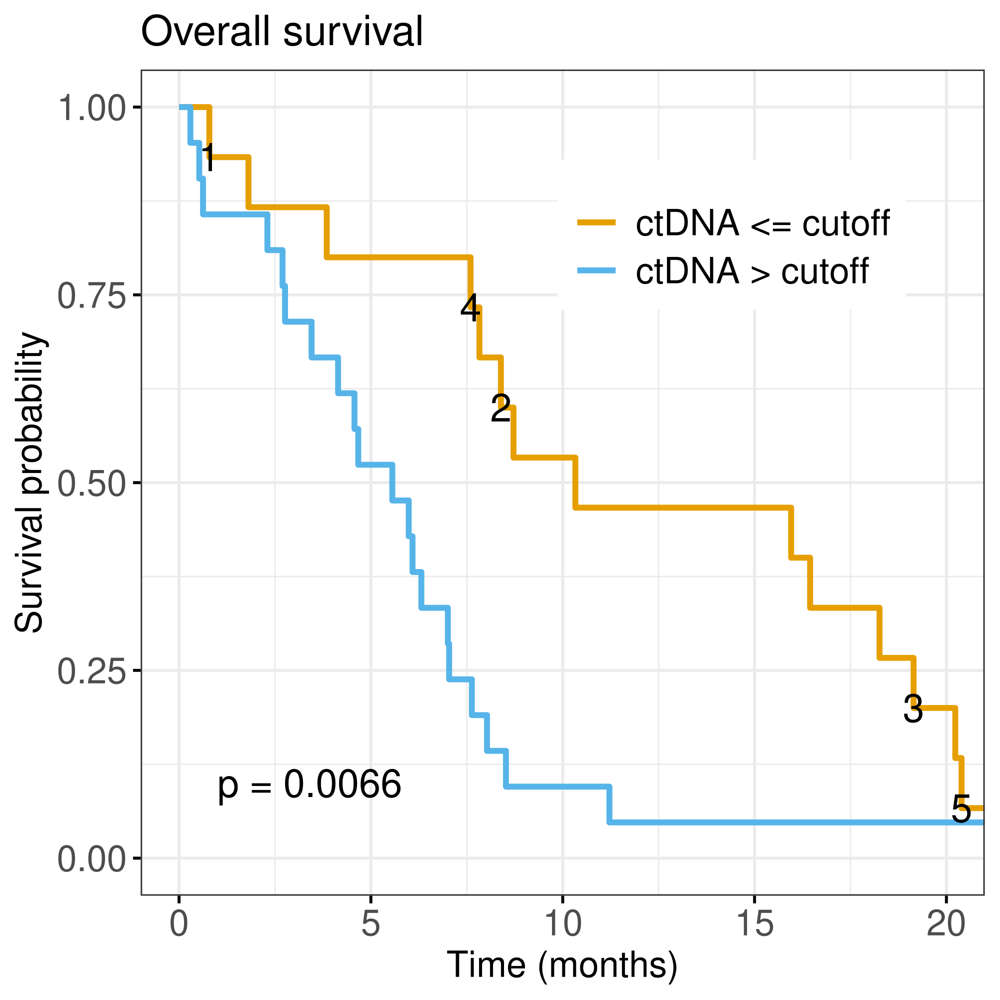 Overall survival
1.00
0.75
0.50
0.25
0.00
Survival probability
1
4
2
3
5
ctDNA <= cutoff
ctDNA > cutoff
p = 0.0066
0 5 10 15 20
Time (months)